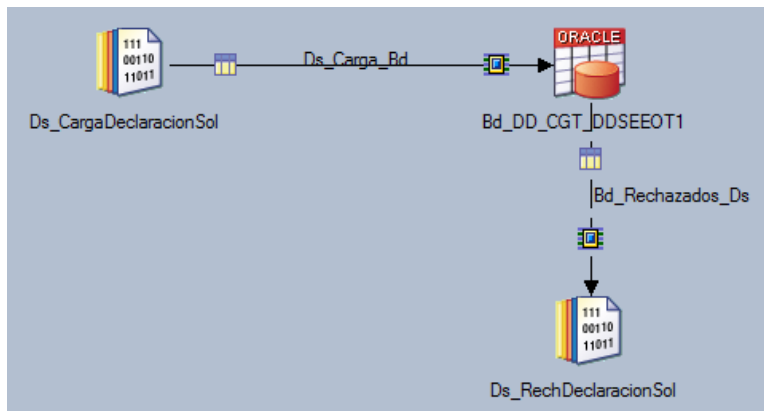 111
00110
11011
Ds_Carga_Bd
ORACLE
Ds_CargaDeclaracionSol
Bd_DD_CGT_DDSEEOT1
Bd_Rechazados_Ds
111
00110
11011
Ds_RechDeclaracionSol